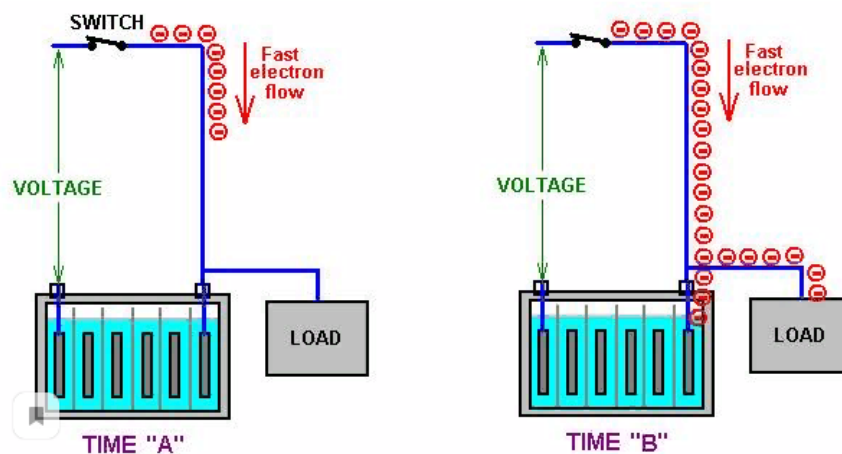 SWITCH
Fast
electron
flow
VOLTAGE
LOAD
TIME "A"
Fast
electron
flow
VOLTAGE
LOAD
TIME "B"